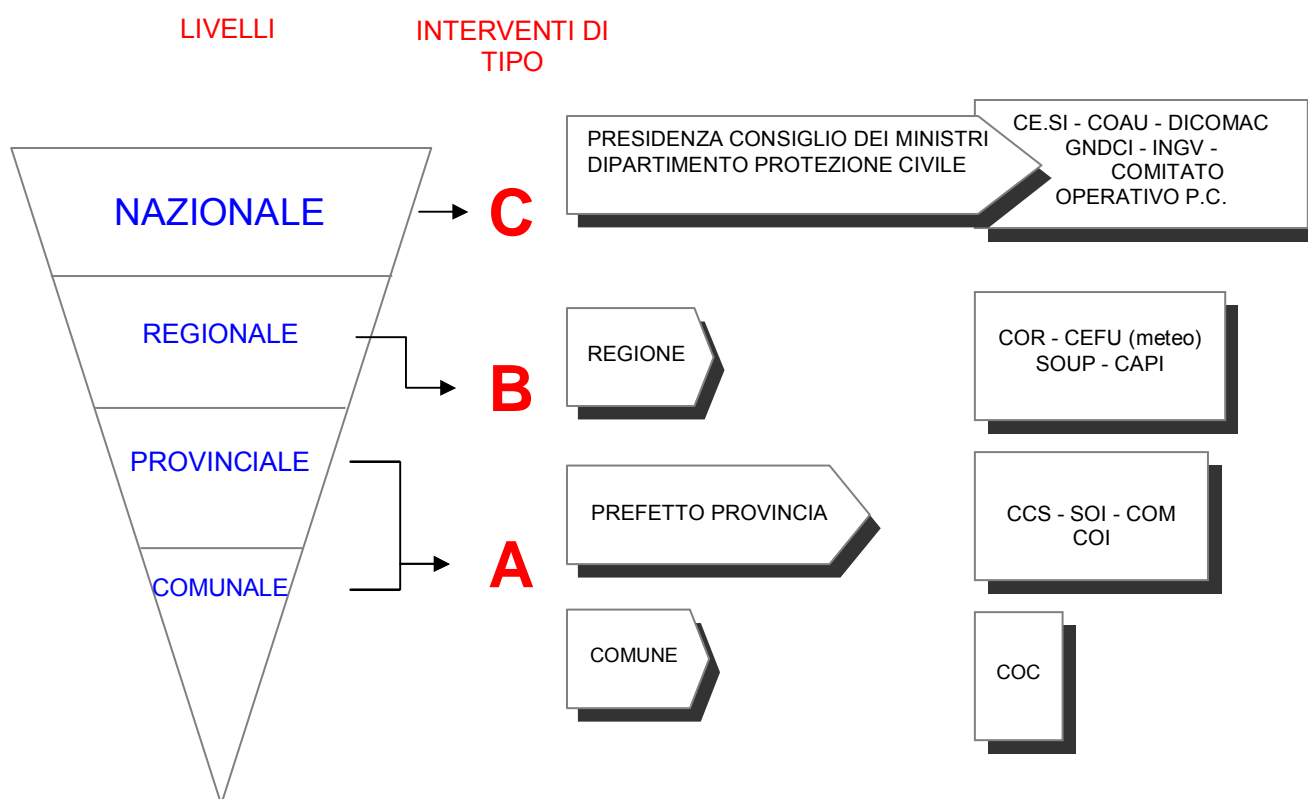 LIVELLI
INTERVENTI DI
TIPO
NAZIONALE
C
PRESIDENZA CONSIGLIO DEI MINISTRI
DIPARTIMENTO PROTEZIONE CIVILE
CE.SI - COAU - DICOMAC
GNDCI - INGV -
COMITATO
OPERATIVO P.C.
REGIONALE
B
REGIONE
COR - CEFU (meteo)
SOUP - CAPI
PROVINCIALE
PREFETTO PROVINCIA
CCS - SOI - COM
COI
A
COMUNALE
COMUNE
COC